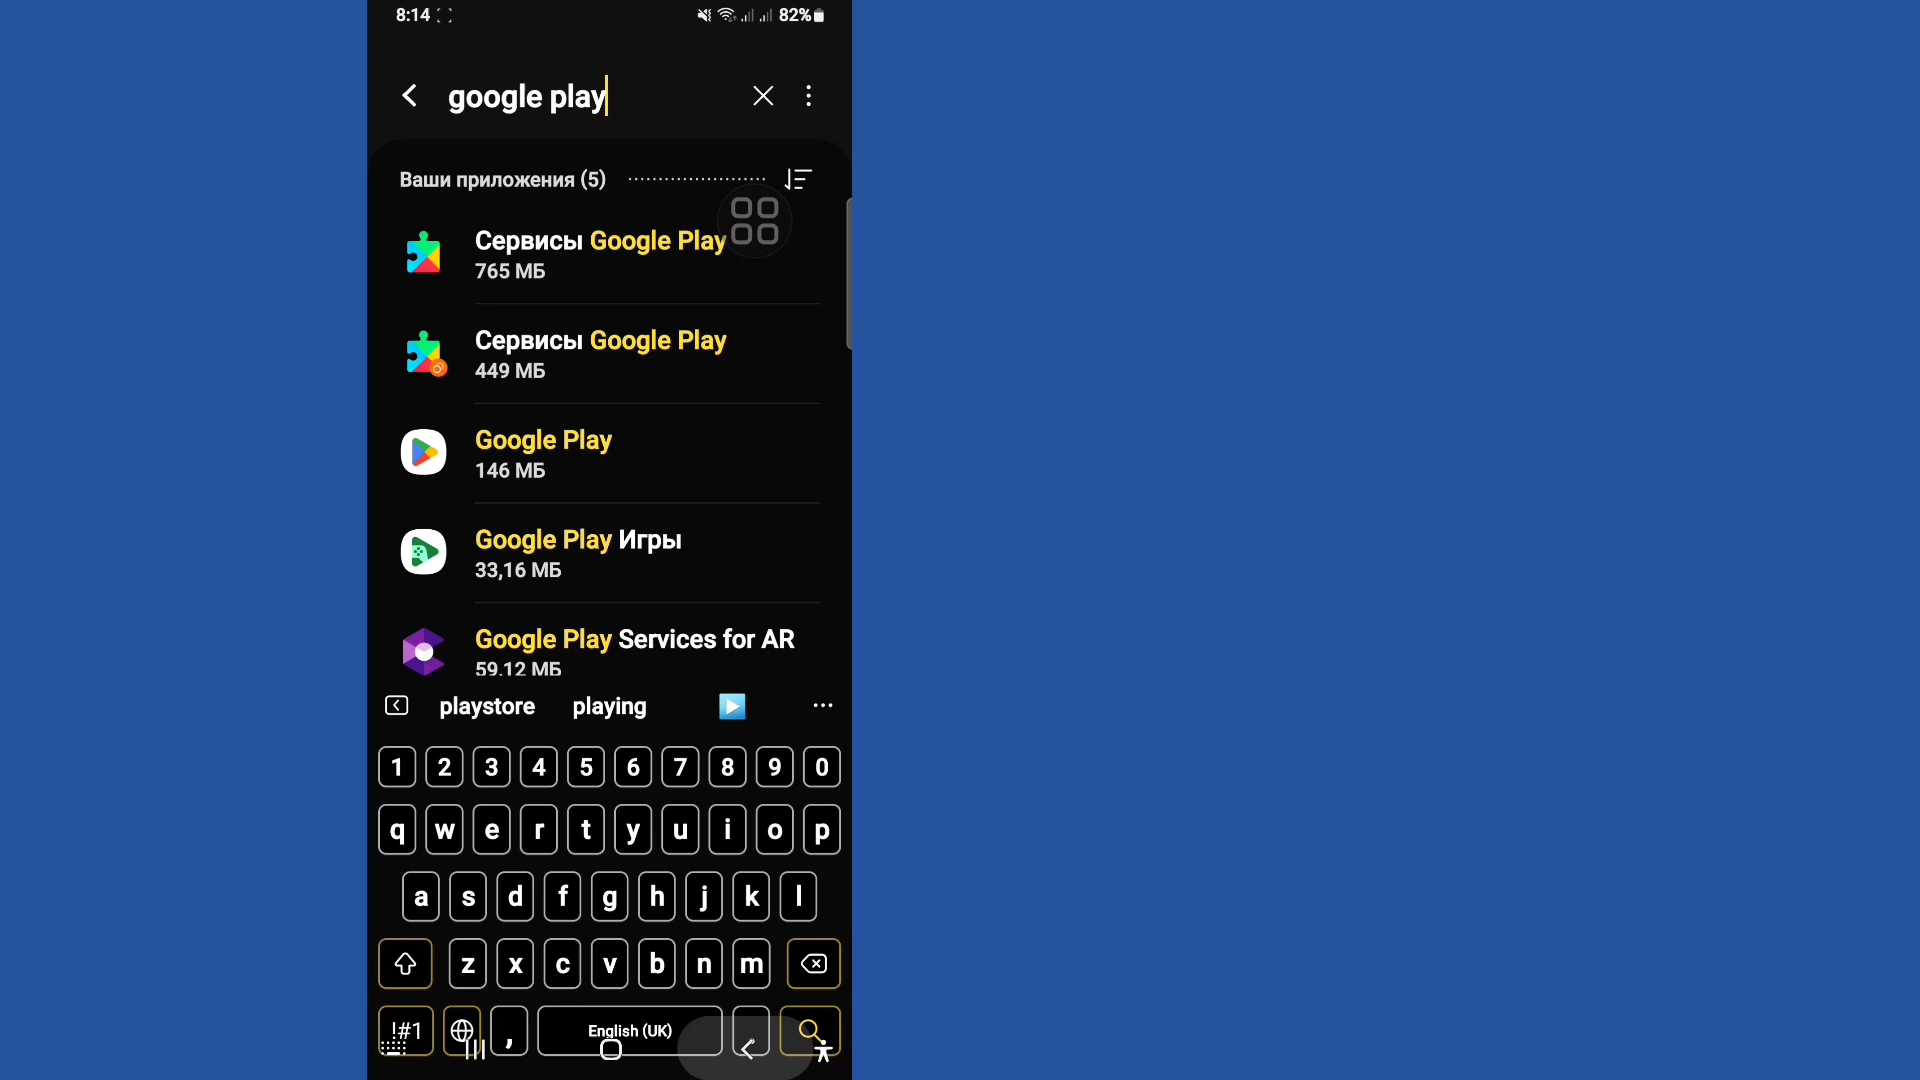 8:14 82%
google play
Ваши приложения (5)
Сервисы Google Play
765 МБ
Сервисы Google Play
449 МБ
Google Play
146 МБ
Google Play Игры
33,16 МБ
Google Play Services for AR
59,12 МБ
playstore playing
1 2 3 4 5 6 7 8 9 0
q w e r t y u i o p
a s d f g h j k l
z x c v b n m
!#1 , English (UK) .